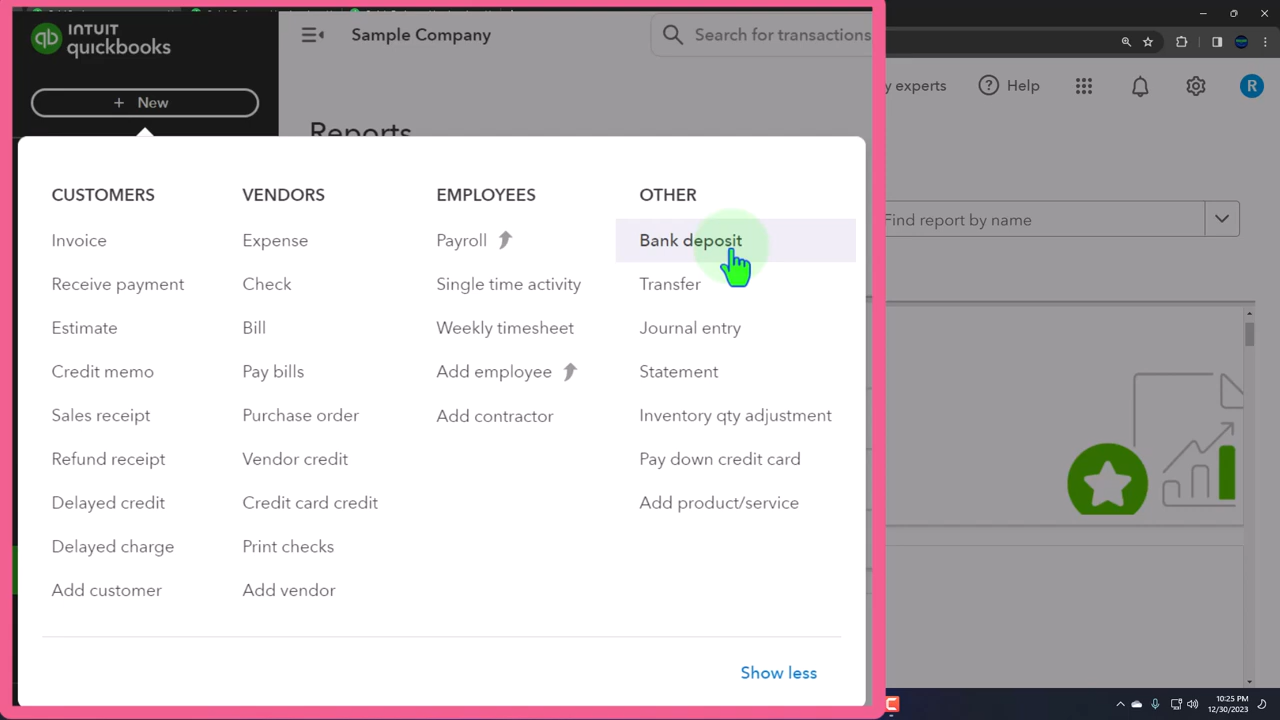 INTUIT
quickbooks
Sample Company
Search for transactions
y experts
Help
R
+ New
Reports
Find report by name
CUSTOMERS
Invoice
Receive payment
Estimate
Credit memo
Sales receipt
Refund receipt
Delayed credit
Delayed charge
Add customer
VENDORS
Expense
Check
Bill
Pay bills
Purchase order
Vendor credit
Credit card credit
Print checks
Add vendor
EMPLOYEES
Payroll
Single time activity
Weekly timesheet
Add employee
Add contractor
OTHER
Bank deposit
Transfer
Journal entry
Statement
Inventory qty adjustment
Pay down credit card
Add product/service
Show less
10:25 PM
12/30/2023